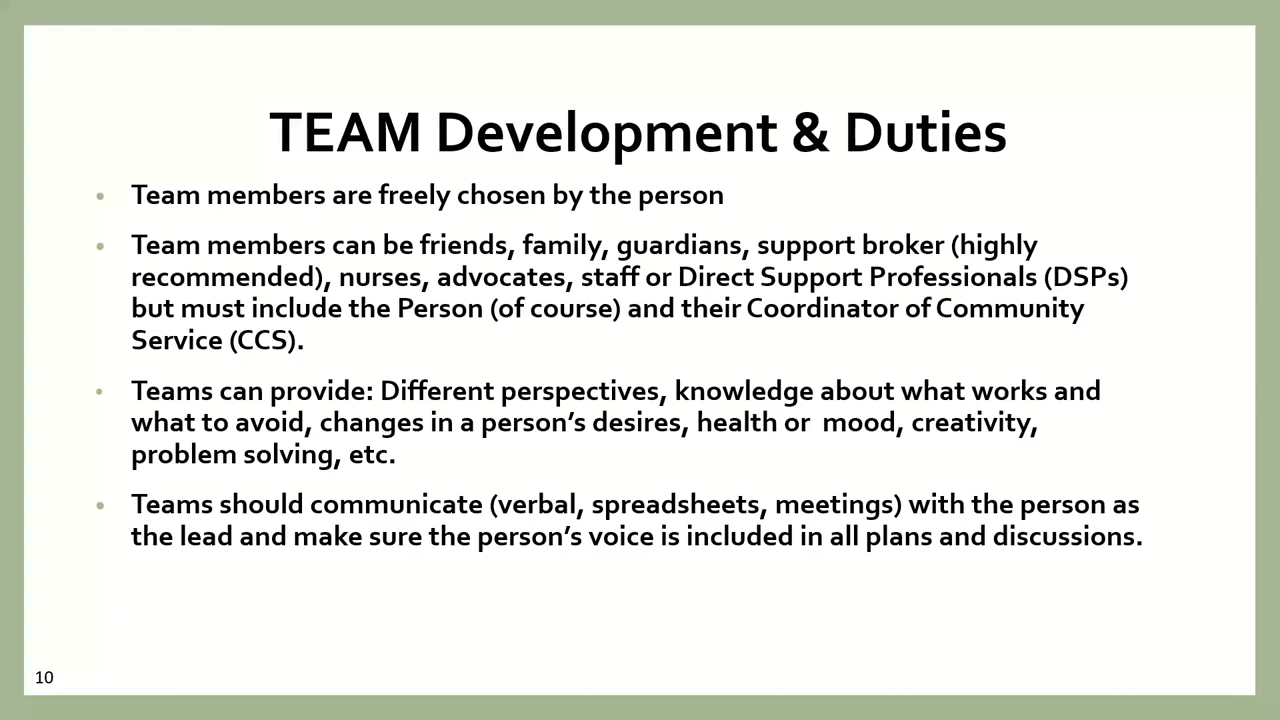 TEAM Development & Duties
• Team members are freely chosen by the person
• Team members can be friends, family, guardians, support broker (highly
recommended), nurses, advocates, staff or Direct Support Professionals (DSPs)
but must include the Person (of course) and their Coordinator of Community
Service (CCS).
• Teams can provide: Different perspectives, knowledge about what works and
what to avoid, changes in a person’s desires, health or  mood, creativity,
problem solving, etc.
• Teams should communicate (verbal, spreadsheets, meetings) with the person as
the lead and make sure the person’s voice is included in all plans and discussions.
10